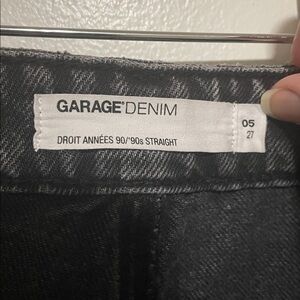 GARAGE®DENIM
DROIT ANNÉES 90/'90s STRAIGHT
05
27